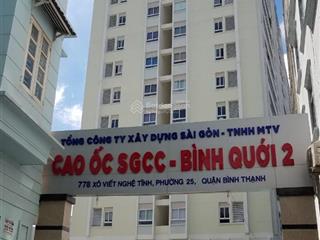 TỔNG CÔNG TY XÂY DỰNG SÀI GÒN - TNHH MTV
CAO ỐC SGCC - BÌNH QUỚI 2
778 XÔ VIẾT NGHỆ TĨNH, PHƯỜNG 25, QUẬN BÌNH THẠNH